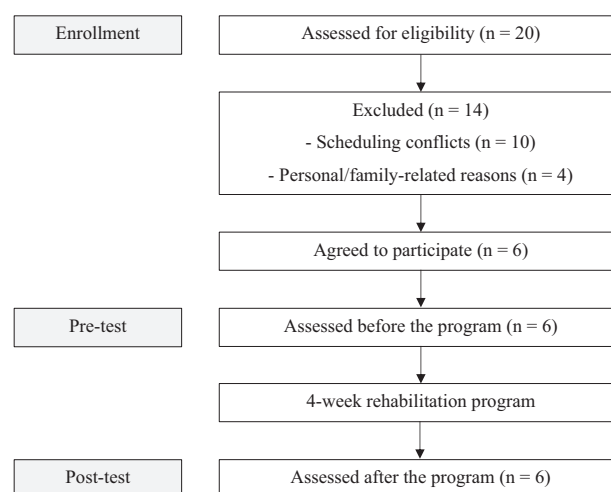 Enrollment
Assessed for eligibility (n = 20)
Excluded (n = 14)
- Scheduling conflicts (n = 10)
- Personal/family-related reasons (n = 4)
Agreed to participate (n = 6)
Pre-test
Assessed before the program (n = 6)
4-week rehabilitation program
Post-test
Assessed after the program (n = 6)